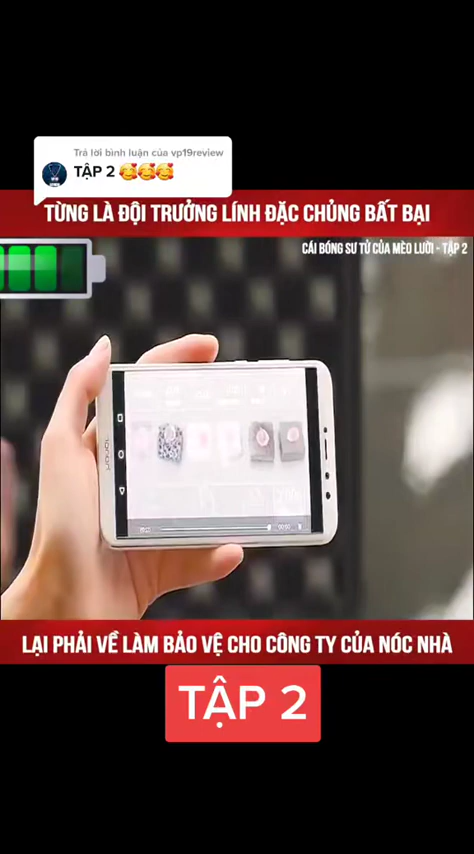 Trả lời bình luận của vp19review
TẬP 2 🥰🥰🥰
TỪNG LÀ ĐỘI TRƯỞNG LÍNH ĐẶC CHỦNG BẤT BẠI
CÁI BÓNG SƯ TỬ CỦA MÈO LƯỜI - TẬP 2
honor
LẠI PHẢI VỀ LÀM BẢO VỆ CHO CÔNG TY CỦA NÓC NHÀ
TẬP 2